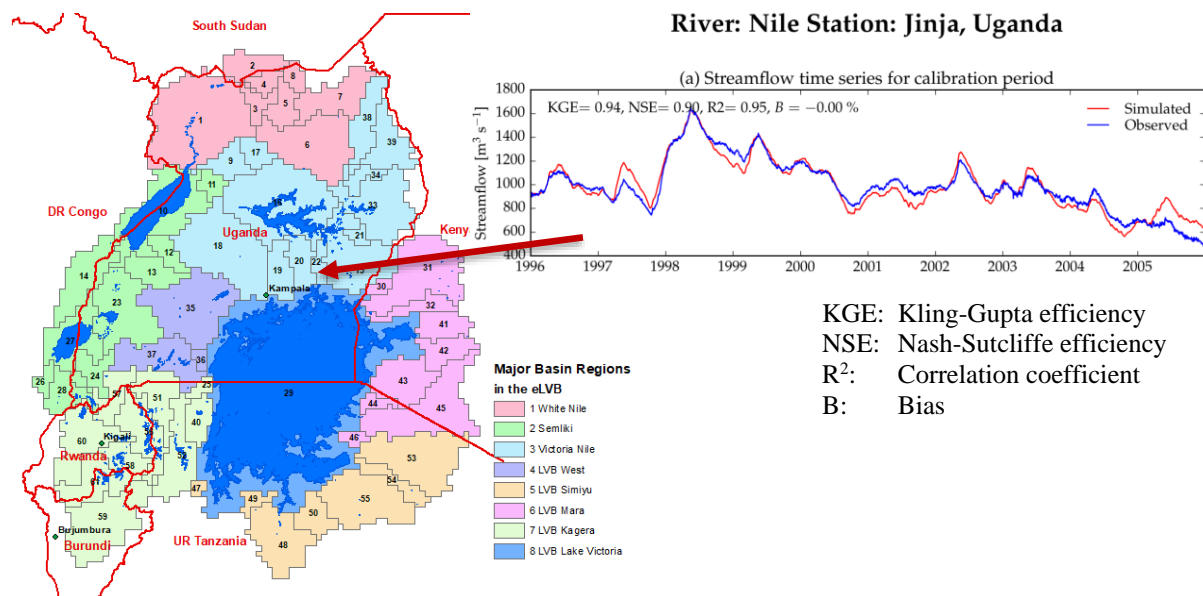 South Sudan
2
8
4
7
5
3
1
38
6
39
17
9
34
11
10
DR Congo
16
33
Uganda
21
18
12
Keny
14
13
20
22
19
31
30
Kampala
23
35
32
41
27
42
37
36
24
25
29
43
26
28
57
51
44
45
40
60
Kigali
46
Rwanda
58
53
54
47
49
-55
59
50
Bujumbura
Burundi
UR Tanzania
48
Major Basin Regions
in the eLVB
1 White Nile
2 Semliki
3 Victoria Nile
4 LVB West
5 LVB Simiyu
6 LVB Mara
7 LVB Kagera
8 LVB Lake Victoria
River: Nile Station: Jinja, Uganda
(a) Streamflow time series for calibration period
KGE= 0.94, NSE= 0.90, R2= 0.95, B = −0.00 %
Simulated
Observed
Streamflow [m³ s⁻¹]
1800
1600
1400
1200
1000
800
600
400
1996 1997 1998 1999 2000 2001 2002 2003 2004 2005
KGE: Kling-Gupta efficiency
NSE: Nash-Sutcliffe efficiency
R²: Correlation coefficient
B: Bias